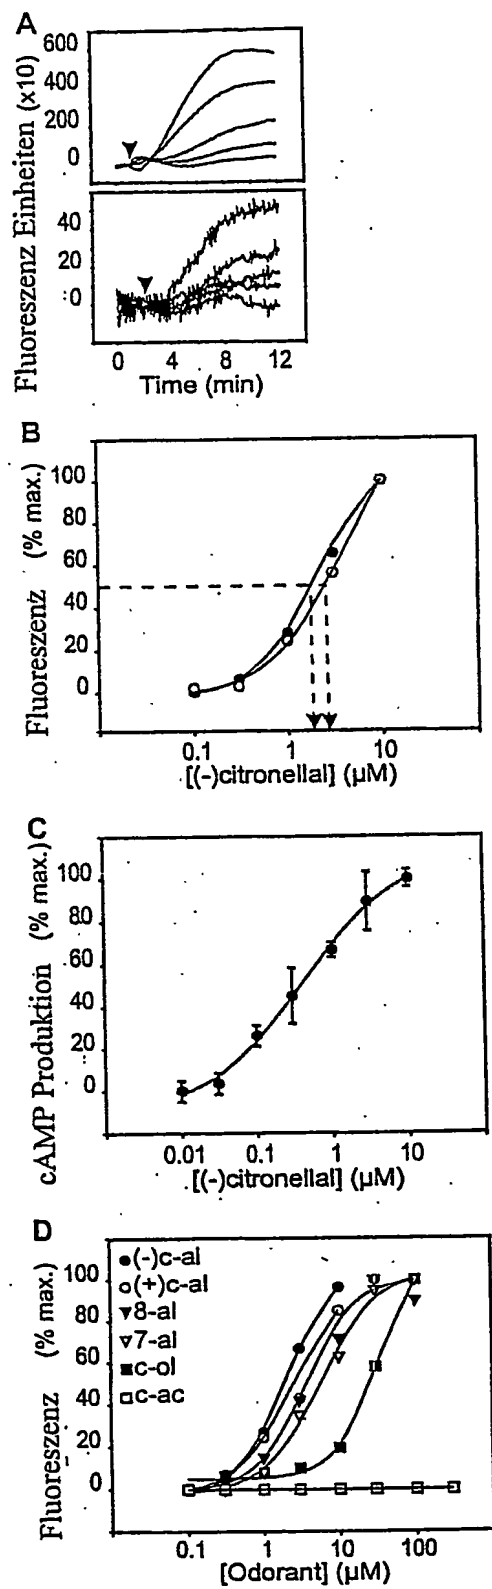 A
Fluoreszenz Einheiten (x10)
600
400
200
0
40
20
0
0 4 8 12
Time (min)
B
Fluoreszenz (% max.)
100
80
60
40
20
0
0.1 1 10
[(-)citronellal] (µM)
C
cAMP Produktion (% max.)
100
80
60
40
20
0
0.01 0.1 1 10
[(-)citronellal] (µM)
D
Fluoreszenz (% max.)
100
80
60
40
20
0
(-)c-al
(+)c-al
8-al
7-al
c-ol
c-ac
0.1 1 10 100
[Odorant] (µM)